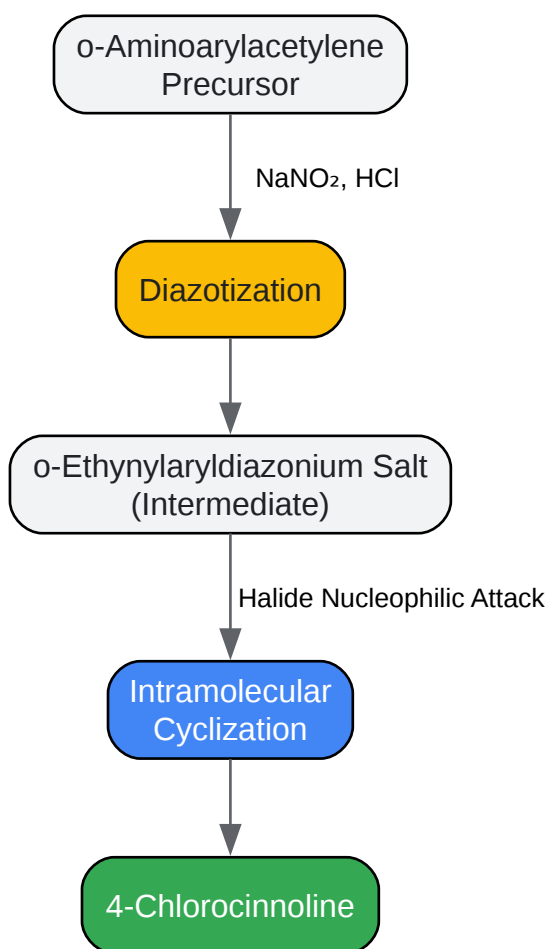 o-Aminoarylacetylene
Precursor
NaNO₂, HCl
Diazotization
o-Ethynylaryldiazonium Salt
(Intermediate)
Halide Nucleophilic Attack
Intramolecular
Cyclization
4-Chlorocinnoline